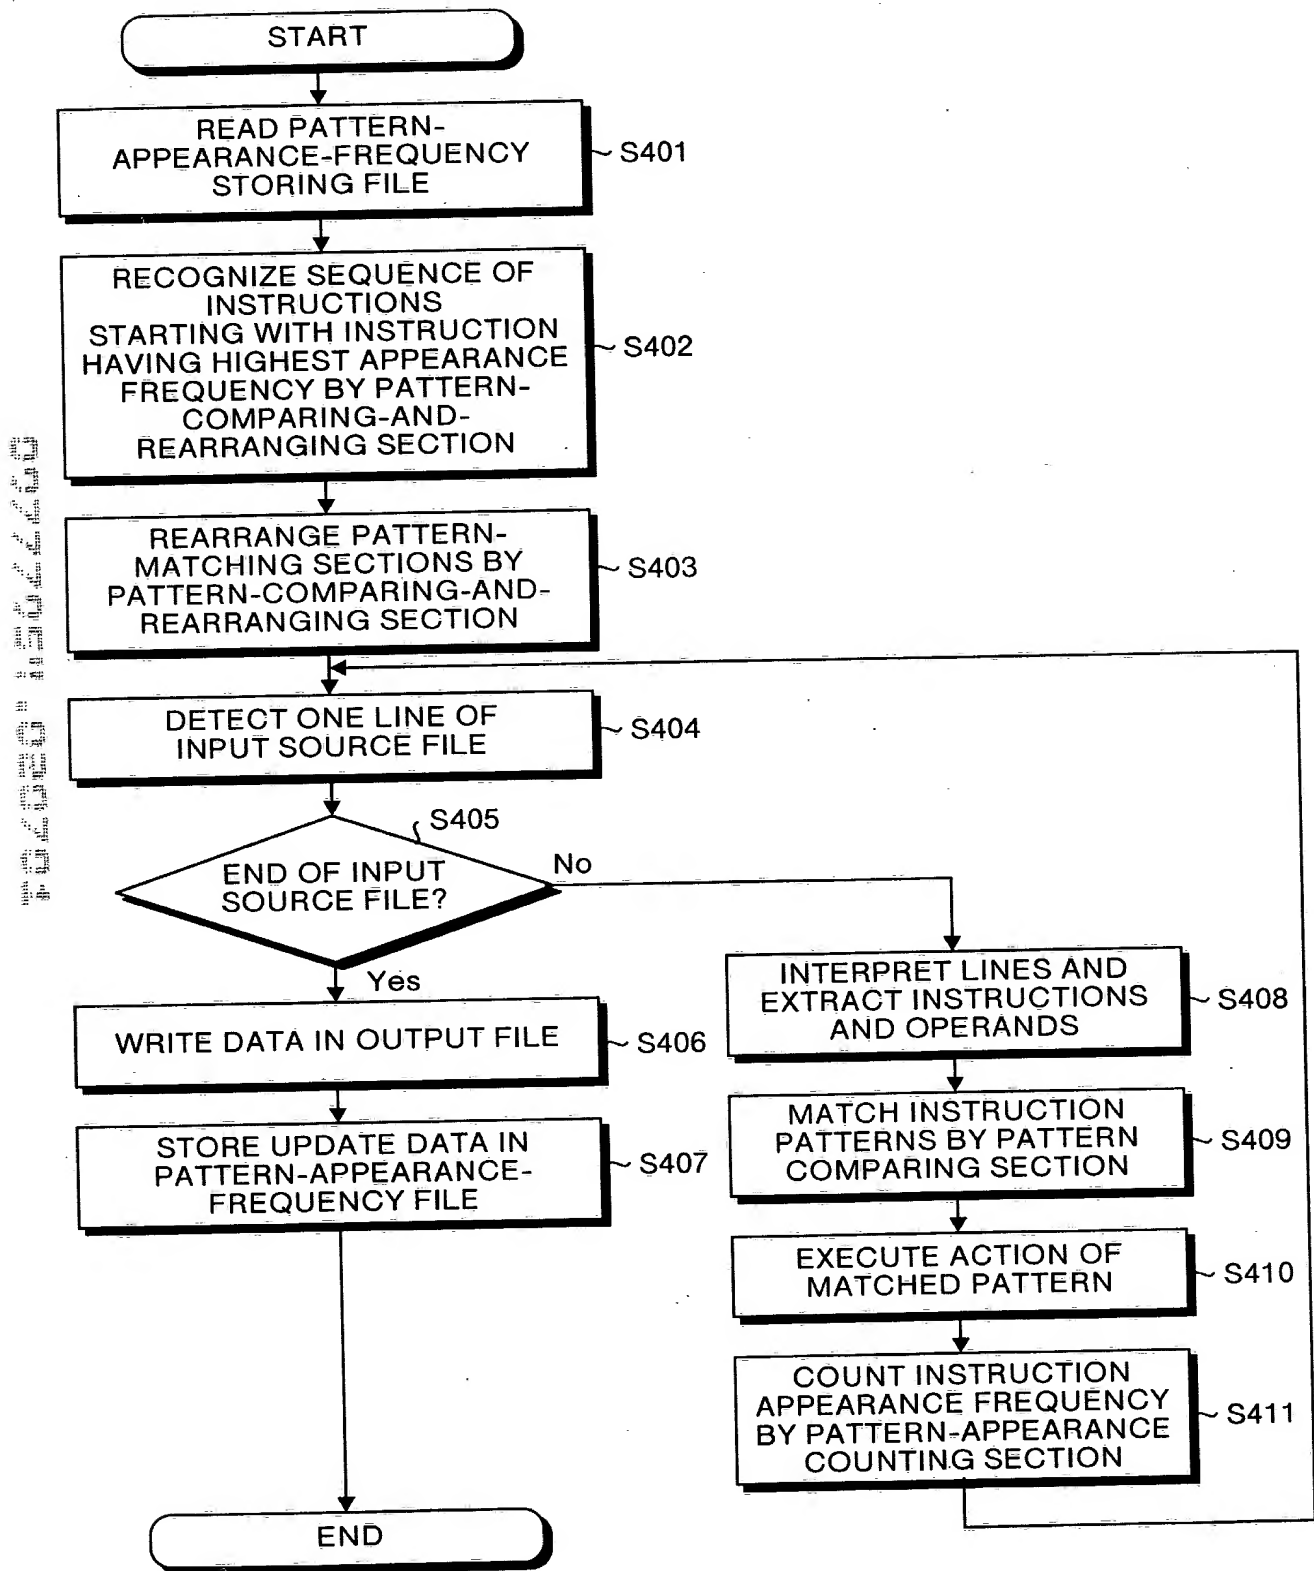 START
READ PATTERN-
APPEARANCE-FREQUENCY
STORING FILE
S401
RECOGNIZE SEQUENCE OF
INSTRUCTIONS
STARTING WITH INSTRUCTION
HAVING HIGHEST APPEARANCE
FREQUENCY BY PATTERN-
COMPARING-AND-
REARRANGING SECTION
S402
REARRANGE PATTERN-
MATCHING SECTIONS BY
PATTERN-COMPARING-AND-
REARRANGING SECTION
S403
DETECT ONE LINE OF
INPUT SOURCE FILE
S404
S405
END OF INPUT
SOURCE FILE?
No
Yes
WRITE DATA IN OUTPUT FILE
S406
STORE UPDATE DATA IN
PATTERN-APPEARANCE-
FREQUENCY FILE
S407
INTERPRET LINES AND
EXTRACT INSTRUCTIONS
AND OPERANDS
S408
MATCH INSTRUCTION
PATTERNS BY PATTERN
COMPARING SECTION
S409
EXECUTE ACTION OF
MATCHED PATTERN
S410
COUNT INSTRUCTION
APPEARANCE FREQUENCY
BY PATTERN-APPEARANCE
COUNTING SECTION
S411
END